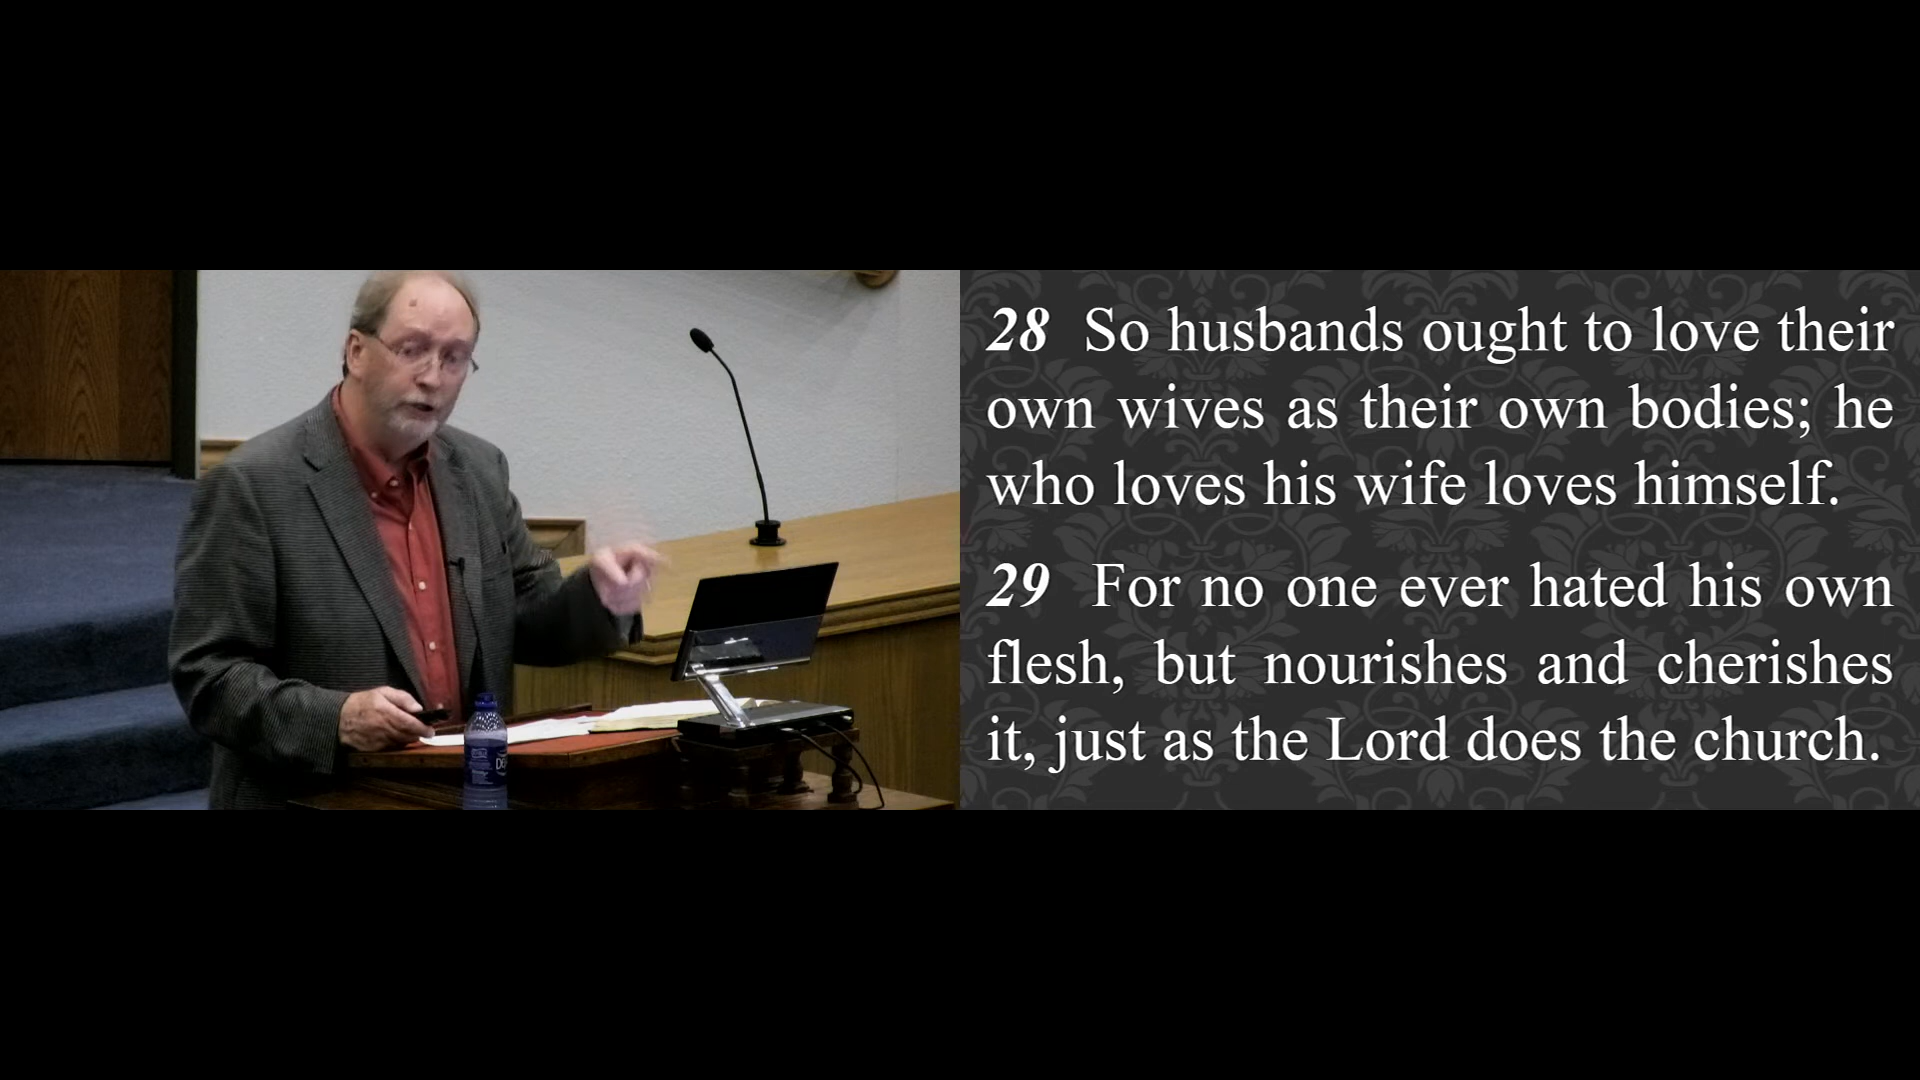 28 So husbands ought to love their
own wives as their own bodies; he
who loves his wife loves himself.
29 For no one ever hated his own
flesh, but nourishes and cherishes
it, just as the Lord does the church.